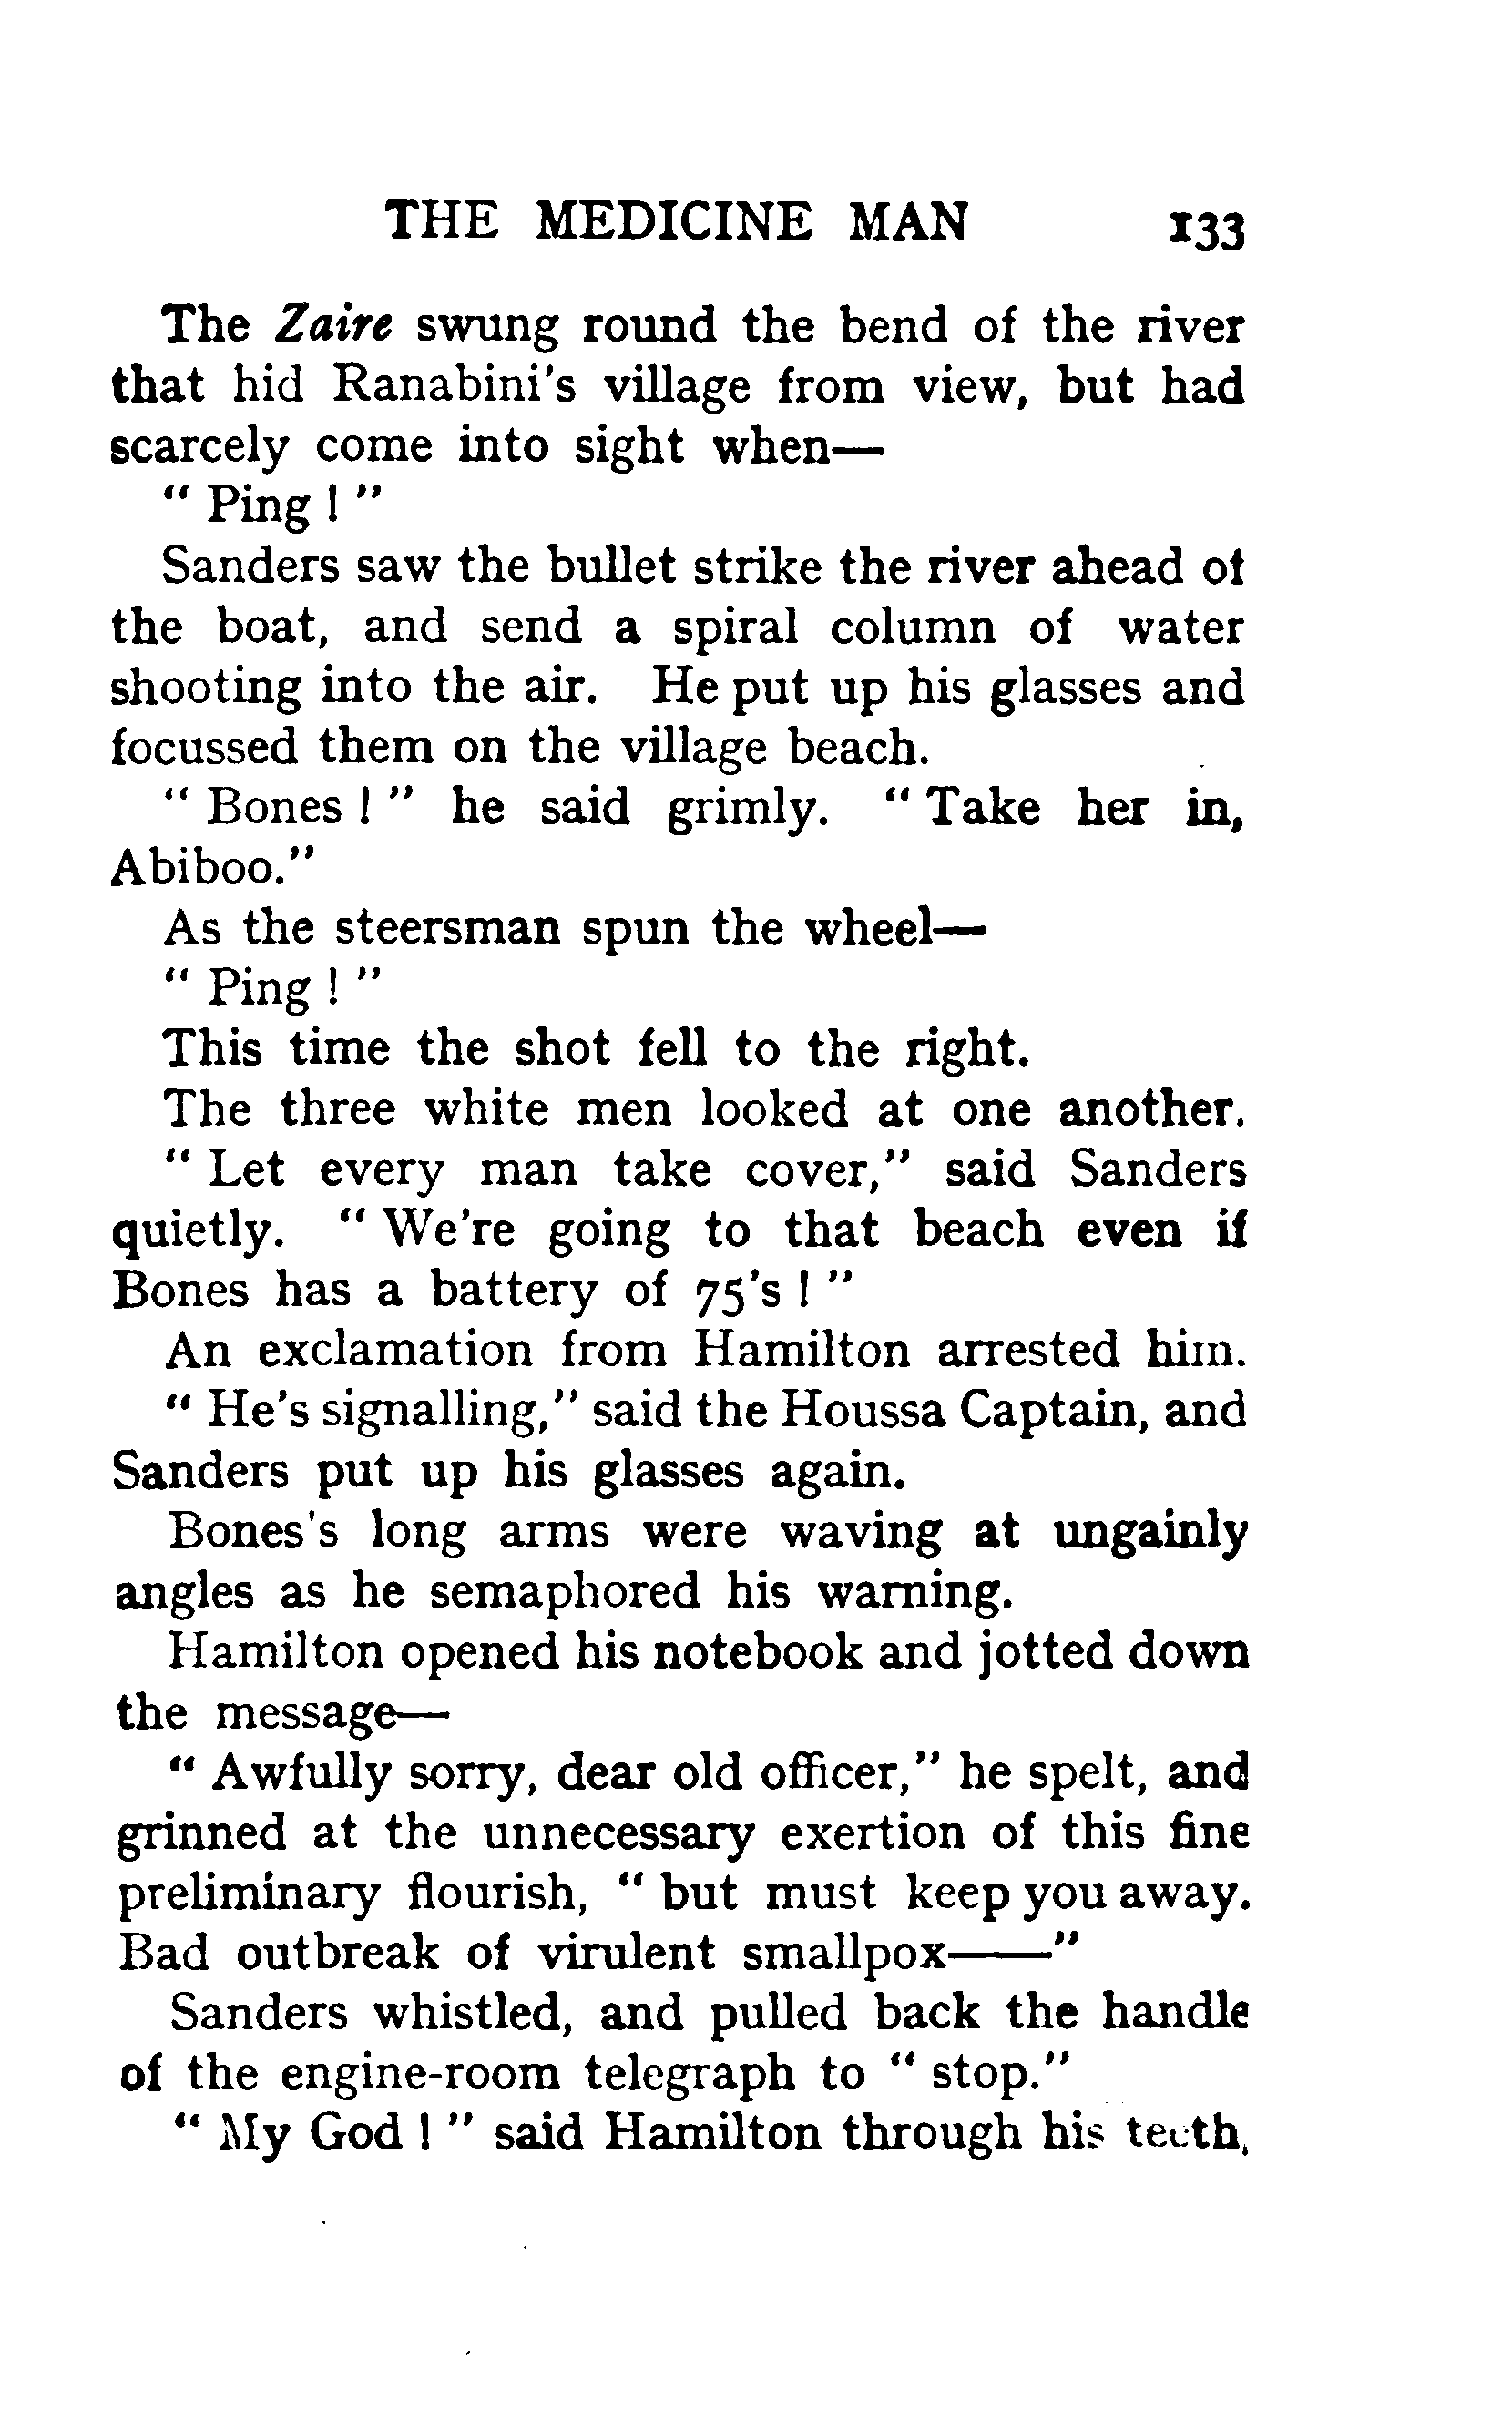 THE MEDICINE MAN 133
The Zaire swung round the bend of the river
that hid Ranabini's village from view, but had
scarcely come into sight when—
" Ping ! "
Sanders saw the bullet strike the river ahead of
the boat, and send a spiral column of water
shooting into the air. He put up his glasses and
focussed them on the village beach.
" Bones ! " he said grimly. " Take her in,
Abiboo."
As the steersman spun the wheel—
" Ping ! "
This time the shot fell to the right.
The three white men looked at one another.
" Let every man take cover," said Sanders
quietly. " We're going to that beach even if
Bones has a battery of 75's ! "
An exclamation from Hamilton arrested him.
" He's signalling," said the Houssa Captain, and
Sanders put up his glasses again.
Bones's long arms were waving at ungainly
angles as he semaphored his warning.
Hamilton opened his notebook and jotted down
the message—
" Awfully sorry, dear old officer," he spelt, and
grinned at the unnecessary exertion of this fine
preliminary flourish, " but must keep you away.
Bad outbreak of virulent smallpox——"
Sanders whistled, and pulled back the handle
of the engine-room telegraph to " stop."
" My God ! " said Hamilton through his teeth,